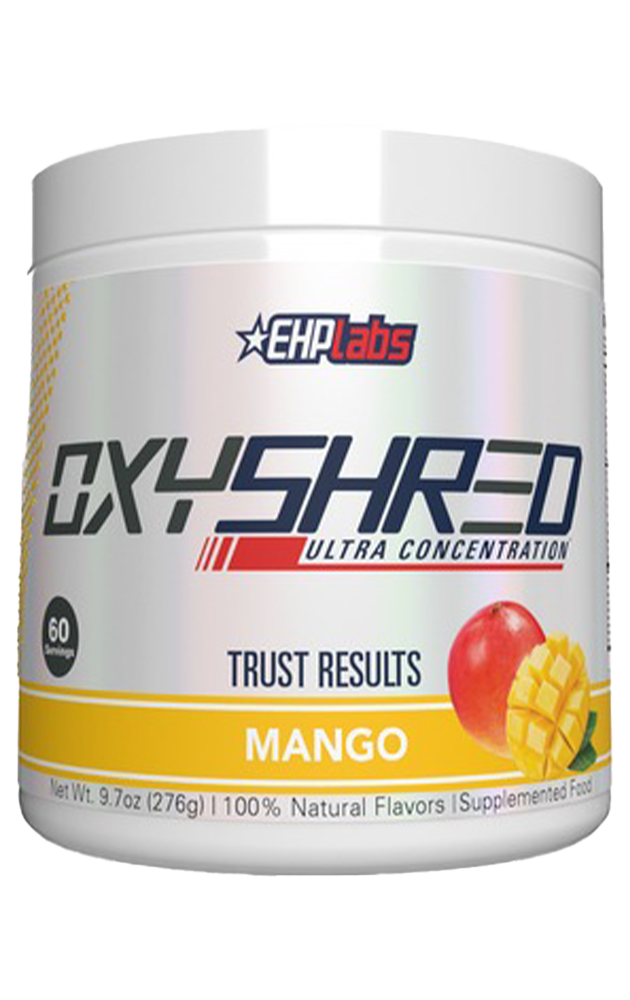 EHPlabs
OXYSHRED
ULTRA CONCENTRATION
60
Servings
TRUST RESULTS
MANGO
Net Wt. 9.7oz (276g) | 100% Natural Flavors | Supplemented Food